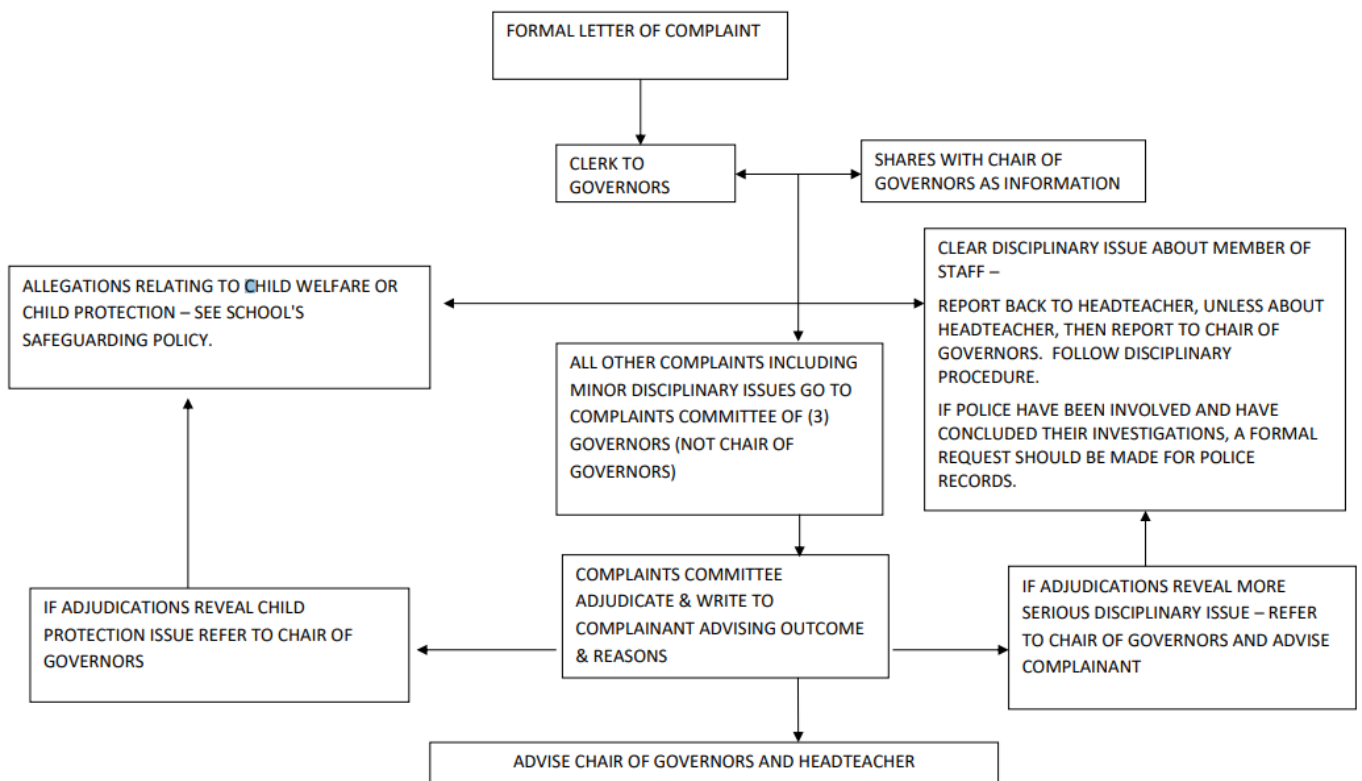 FORMAL LETTER OF COMPLAINT
CLERK TO
GOVERNORS
SHARES WITH CHAIR OF
GOVERNORS AS INFORMATION
ALLEGATIONS RELATING TO CHILD WELFARE OR
CHILD PROTECTION – SEE SCHOOL'S
SAFEGUARDING POLICY.
CLEAR DISCIPLINARY ISSUE ABOUT MEMBER OF
STAFF –
REPORT BACK TO HEADTEACHER, UNLESS ABOUT
HEADTEACHER, THEN REPORT TO CHAIR OF
GOVERNORS.  FOLLOW DISCIPLINARY
PROCEDURE.
IF POLICE HAVE BEEN INVOLVED AND HAVE
CONCLUDED THEIR INVESTIGATIONS, A FORMAL
REQUEST SHOULD BE MADE FOR POLICE
RECORDS.
ALL OTHER COMPLAINTS INCLUDING
MINOR DISCIPLINARY ISSUES GO TO
COMPLAINTS COMMITTEE OF (3)
GOVERNORS (NOT CHAIR OF
GOVERNORS)
IF ADJUDICATIONS REVEAL CHILD
PROTECTION ISSUE REFER TO CHAIR OF
GOVERNORS
COMPLAINTS COMMITTEE
ADJUDICATE & WRITE TO
COMPLAINANT ADVISING OUTCOME
& REASONS
IF ADJUDICATIONS REVEAL MORE
SERIOUS DISCIPLINARY ISSUE – REFER
TO CHAIR OF GOVERNORS AND ADVISE
COMPLAINANT
ADVISE CHAIR OF GOVERNORS AND HEADTEACHER